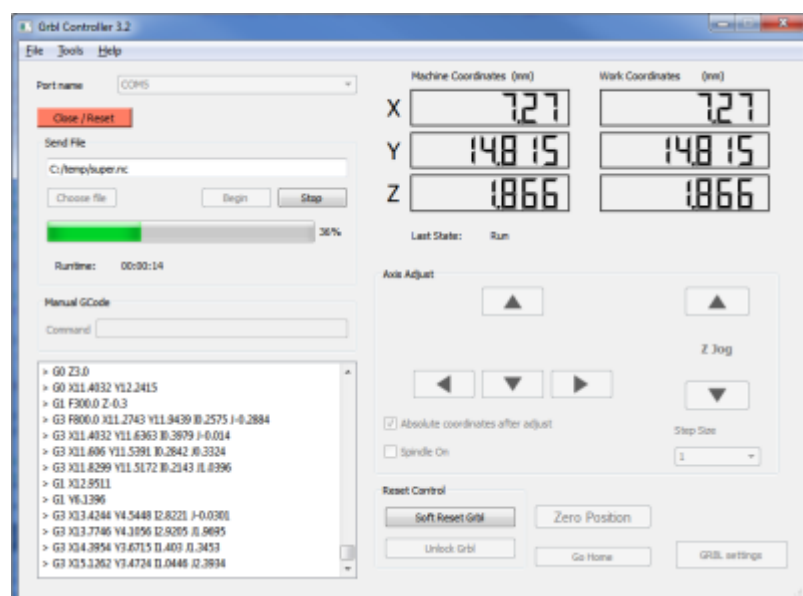 Grbl Controller 3.2
File Tools Help
Port name COM5
Close / Reset
Send File
C:/temp/super.nc
Choose file Begin Stop
36%
Runtime: 00:00:14
Manual GCode
Command
> G0 Z3.0
> G0 X11.4032 Y12.2415
> G1 F300.0 Z-0.3
> G3 F800.0 X11.2743 Y11.9439 I0.2575 J-0.2884
> G3 X11.4032 Y11.6363 I0.3979 J-0.014
> G3 X11.606 Y11.5391 I0.2842 J0.3324
> G3 X11.8299 Y11.5172 I0.2143 J1.0396
> G1 X12.9511
> G1 Y6.1396
> G3 X13.4244 Y4.5448 I2.8221 J-0.0301
> G3 X13.7746 Y4.1056 I2.9205 J1.9695
> G3 X14.3954 Y3.6715 I1.403 J1.3453
> G3 X15.1262 Y3.4724 I1.0446 J2.3934
Machine Coordinates (mm) Work Coordinates (mm)
X 7.27 7.27
Y 14.815 14.815
Z 1.866 1.866
Last State: Run
Axis Adjust
Z Jog
Absolute coordinates after adjust
Spindle On
Step Size
1
Reset Control
Soft Reset Grbl
Zero Position
Unlock Grbl
Go Home
GRBL settings